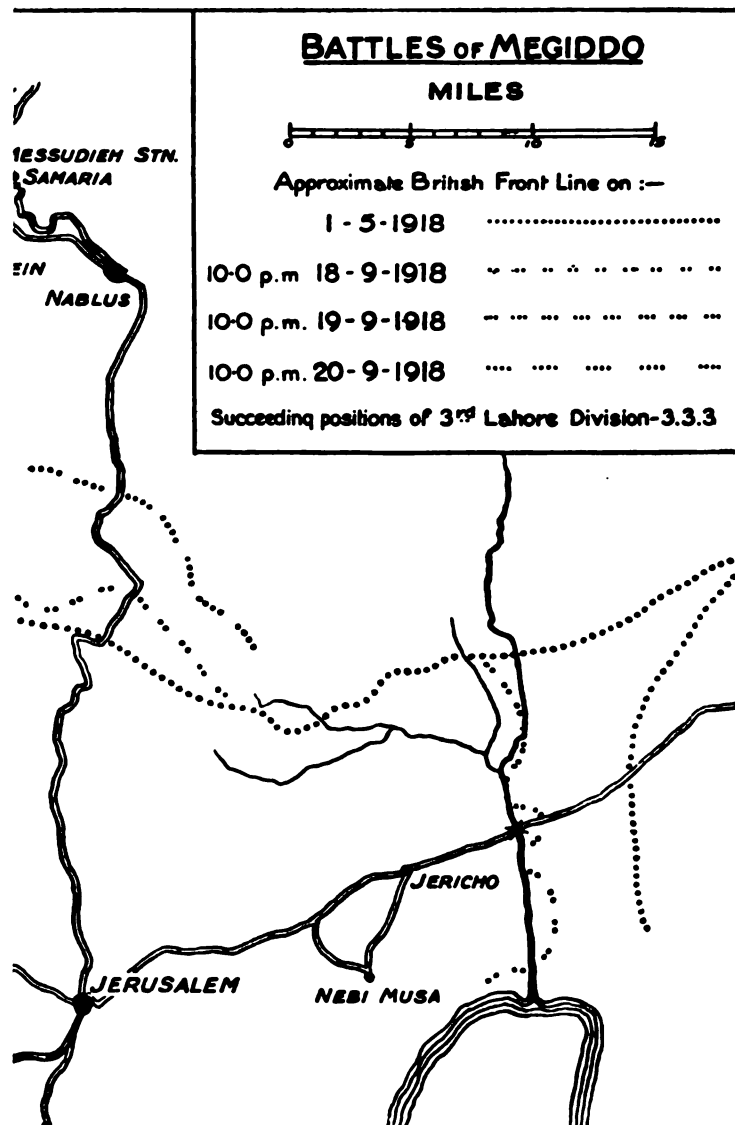 BATTLES OF MEGIDDO
MILES
0 5 10 15
Approximate British Front Line on :—
1-5-1918
10·0 p.m 18-9-1918
10·0 p.m. 19-9-1918
10·0 p.m. 20-9-1918
Succeeding positions of 3rd Lahore Division-3.3.3
MESSUDIEH STN.
SAMARIA
EIN
NABLUS
JERICHO
JERUSALEM
NEBI MUSA